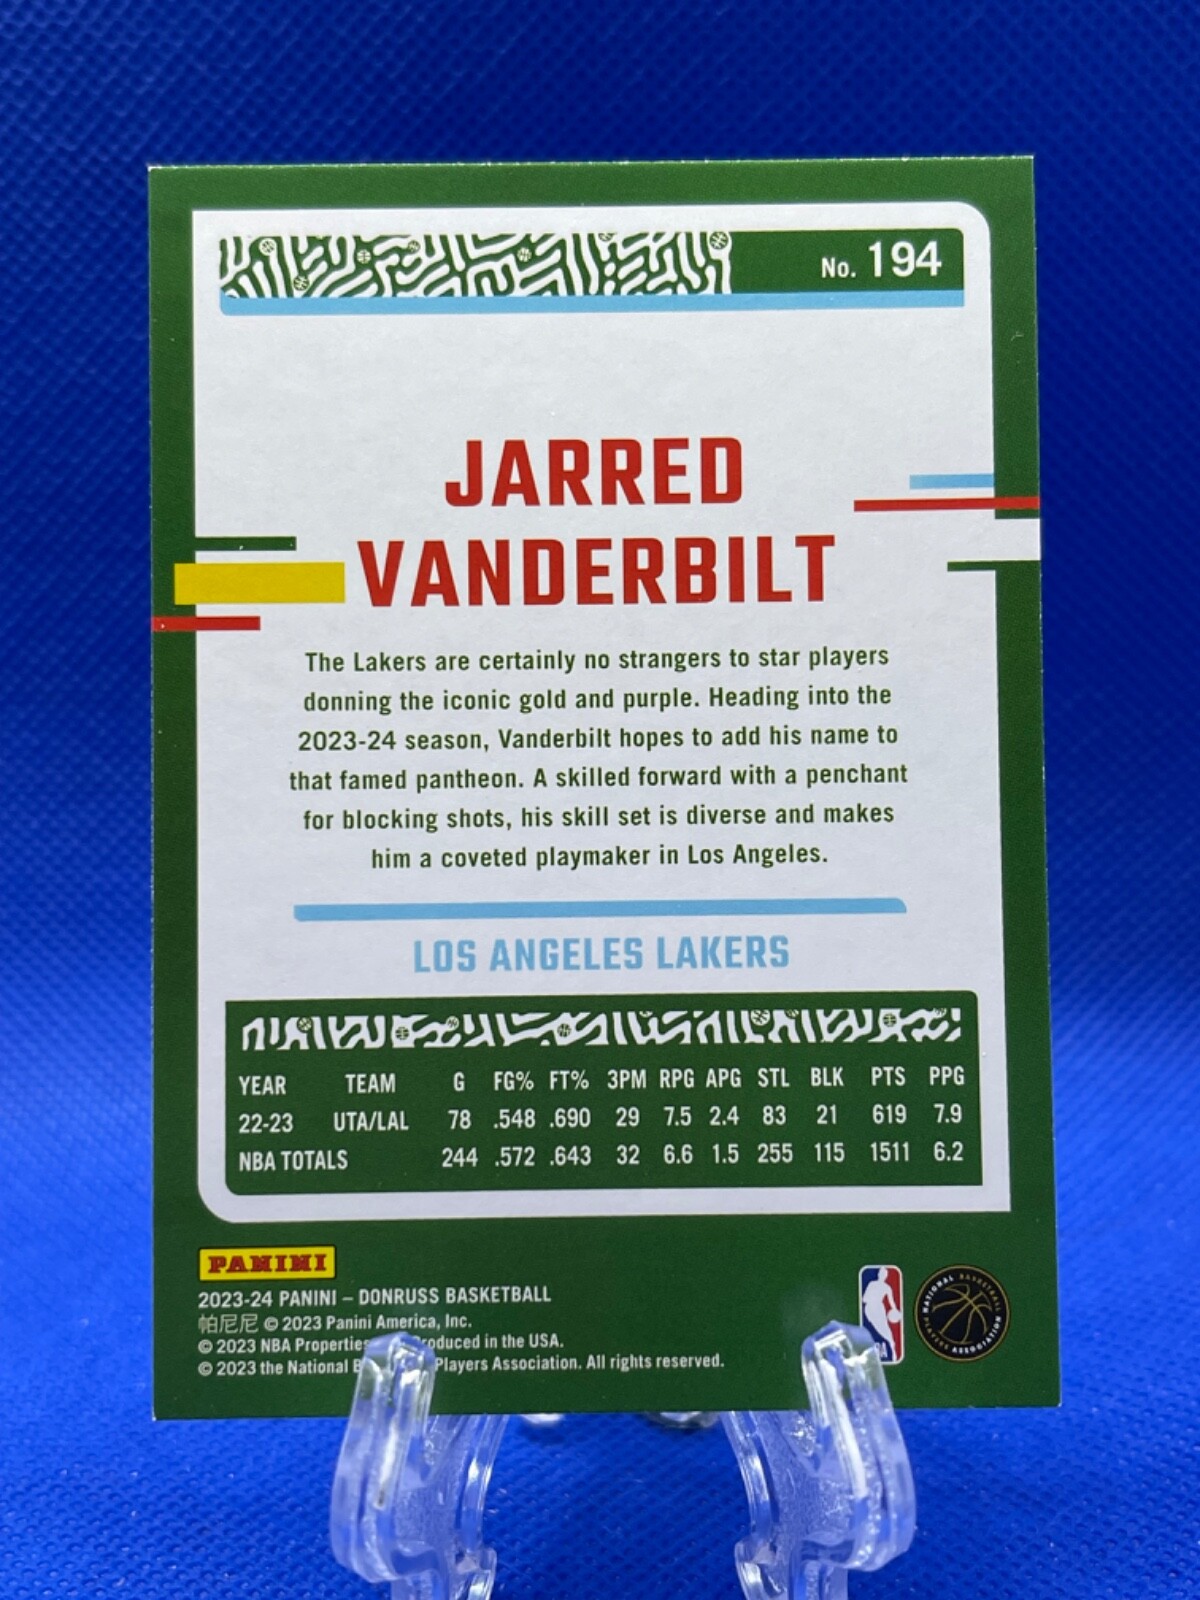 No. 194
JARRED
VANDERBILT
The Lakers are certainly no strangers to star players
donning the iconic gold and purple. Heading into the
2023-24 season, Vanderbilt hopes to add his name to
that famed pantheon. A skilled forward with a penchant
for blocking shots, his skill set is diverse and makes
him a coveted playmaker in Los Angeles.
LOS ANGELES LAKERS
YEAR TEAM G FG% FT% 3PM RPG APG STL BLK PTS PPG
22-23 UTA/LAL 78 .548 .690 29 7.5 2.4 83 21 619 7.9
NBA TOTALS 244 .572 .643 32 6.6 1.5 255 115 1511 6.2
PANINI
2023-24 PANINI – DONRUSS BASKETBALL
帕尼尼 © 2023 Panini America, Inc.
© 2023 NBA Properties in the USA.
© 2023 the National Players Association. All rights reserved.
NATIONAL BASKETBALL
PLAYERS ASSOCIATION